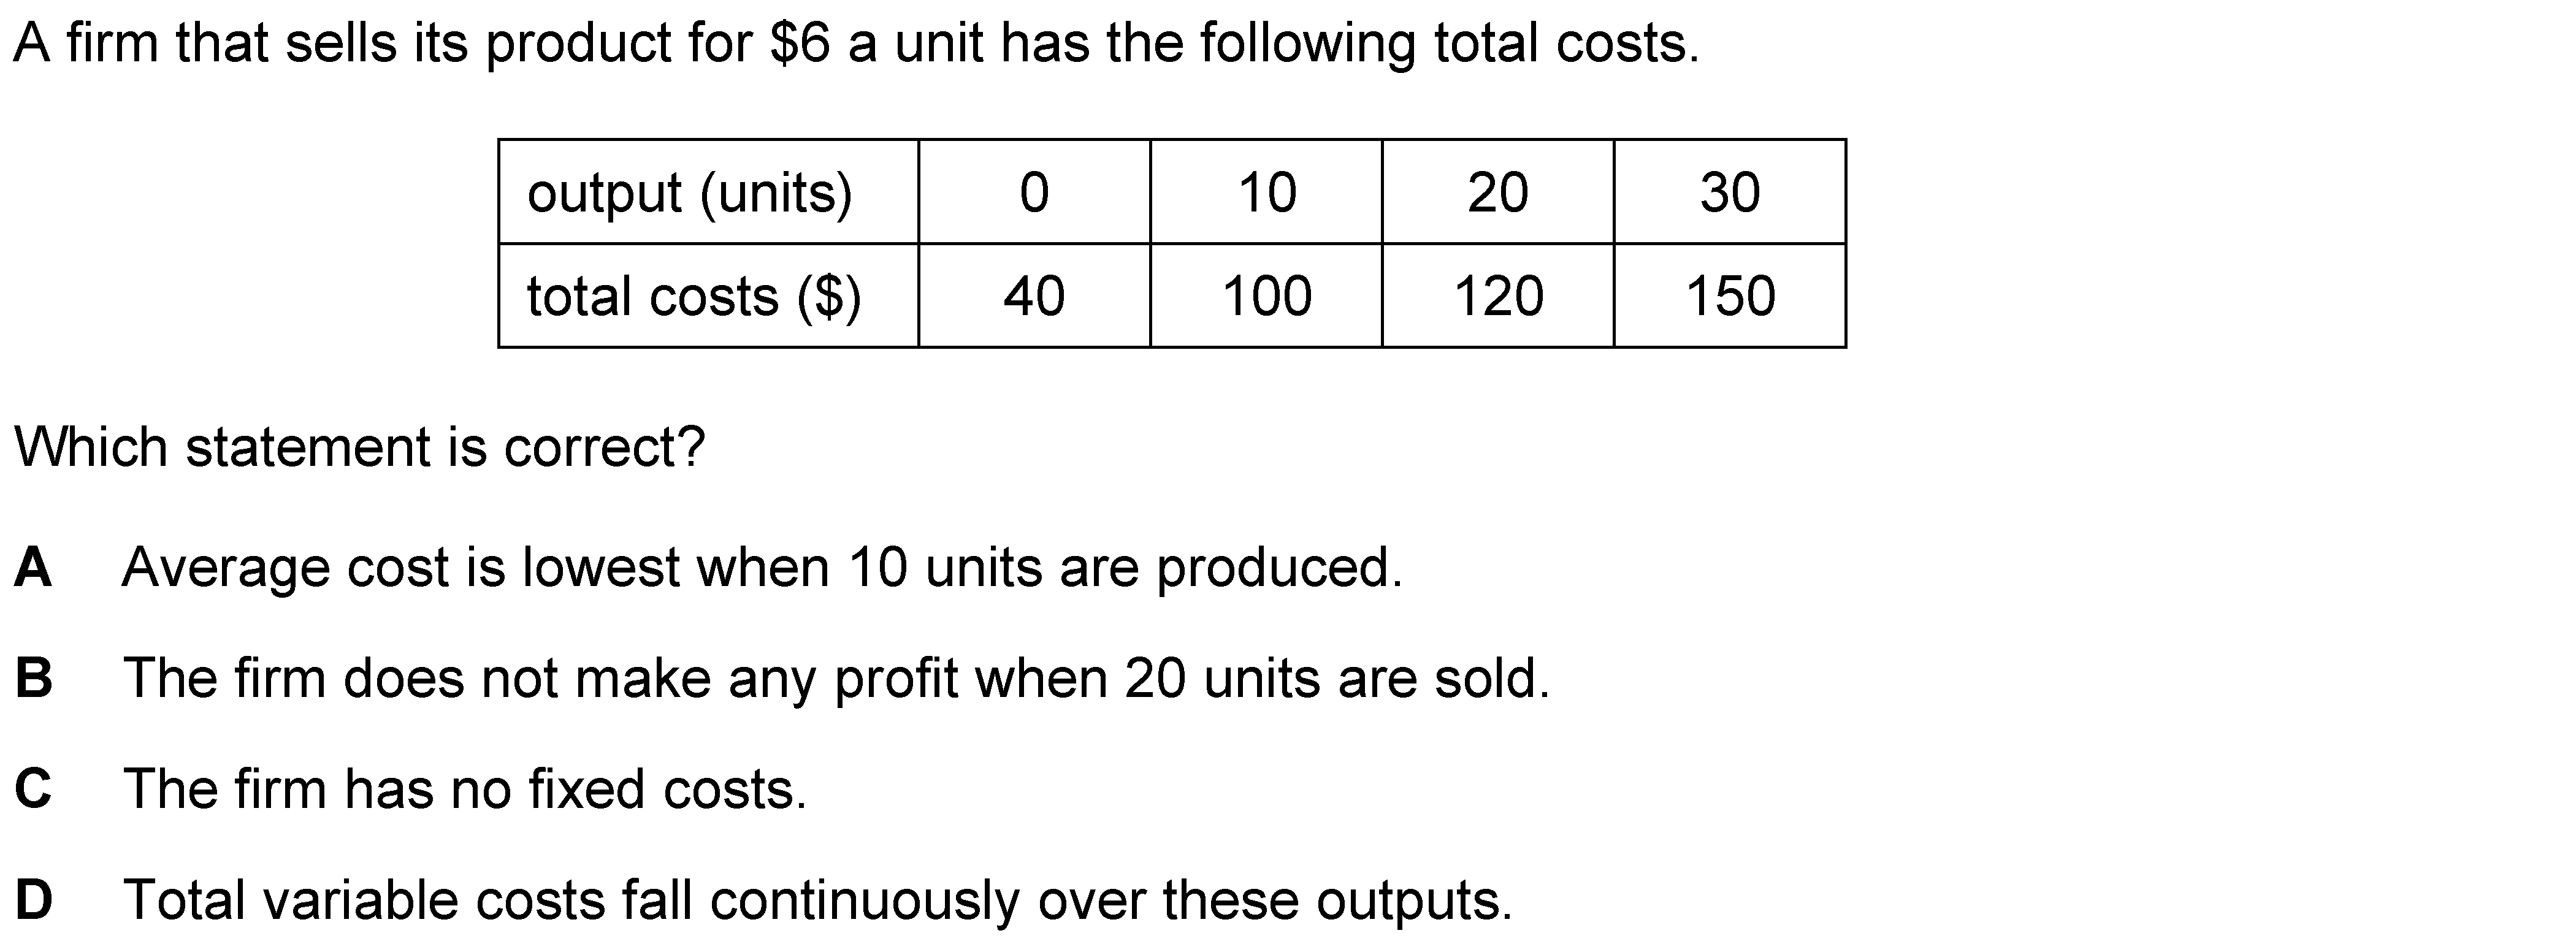 A firm that sells its product for $6 a unit has the following total costs.
output (units) 0 10 20 30
total costs ($) 40 100 120 150
Which statement is correct?
A Average cost is lowest when 10 units are produced.
B The firm does not make any profit when 20 units are sold.
C The firm has no fixed costs.
D Total variable costs fall continuously over these outputs.